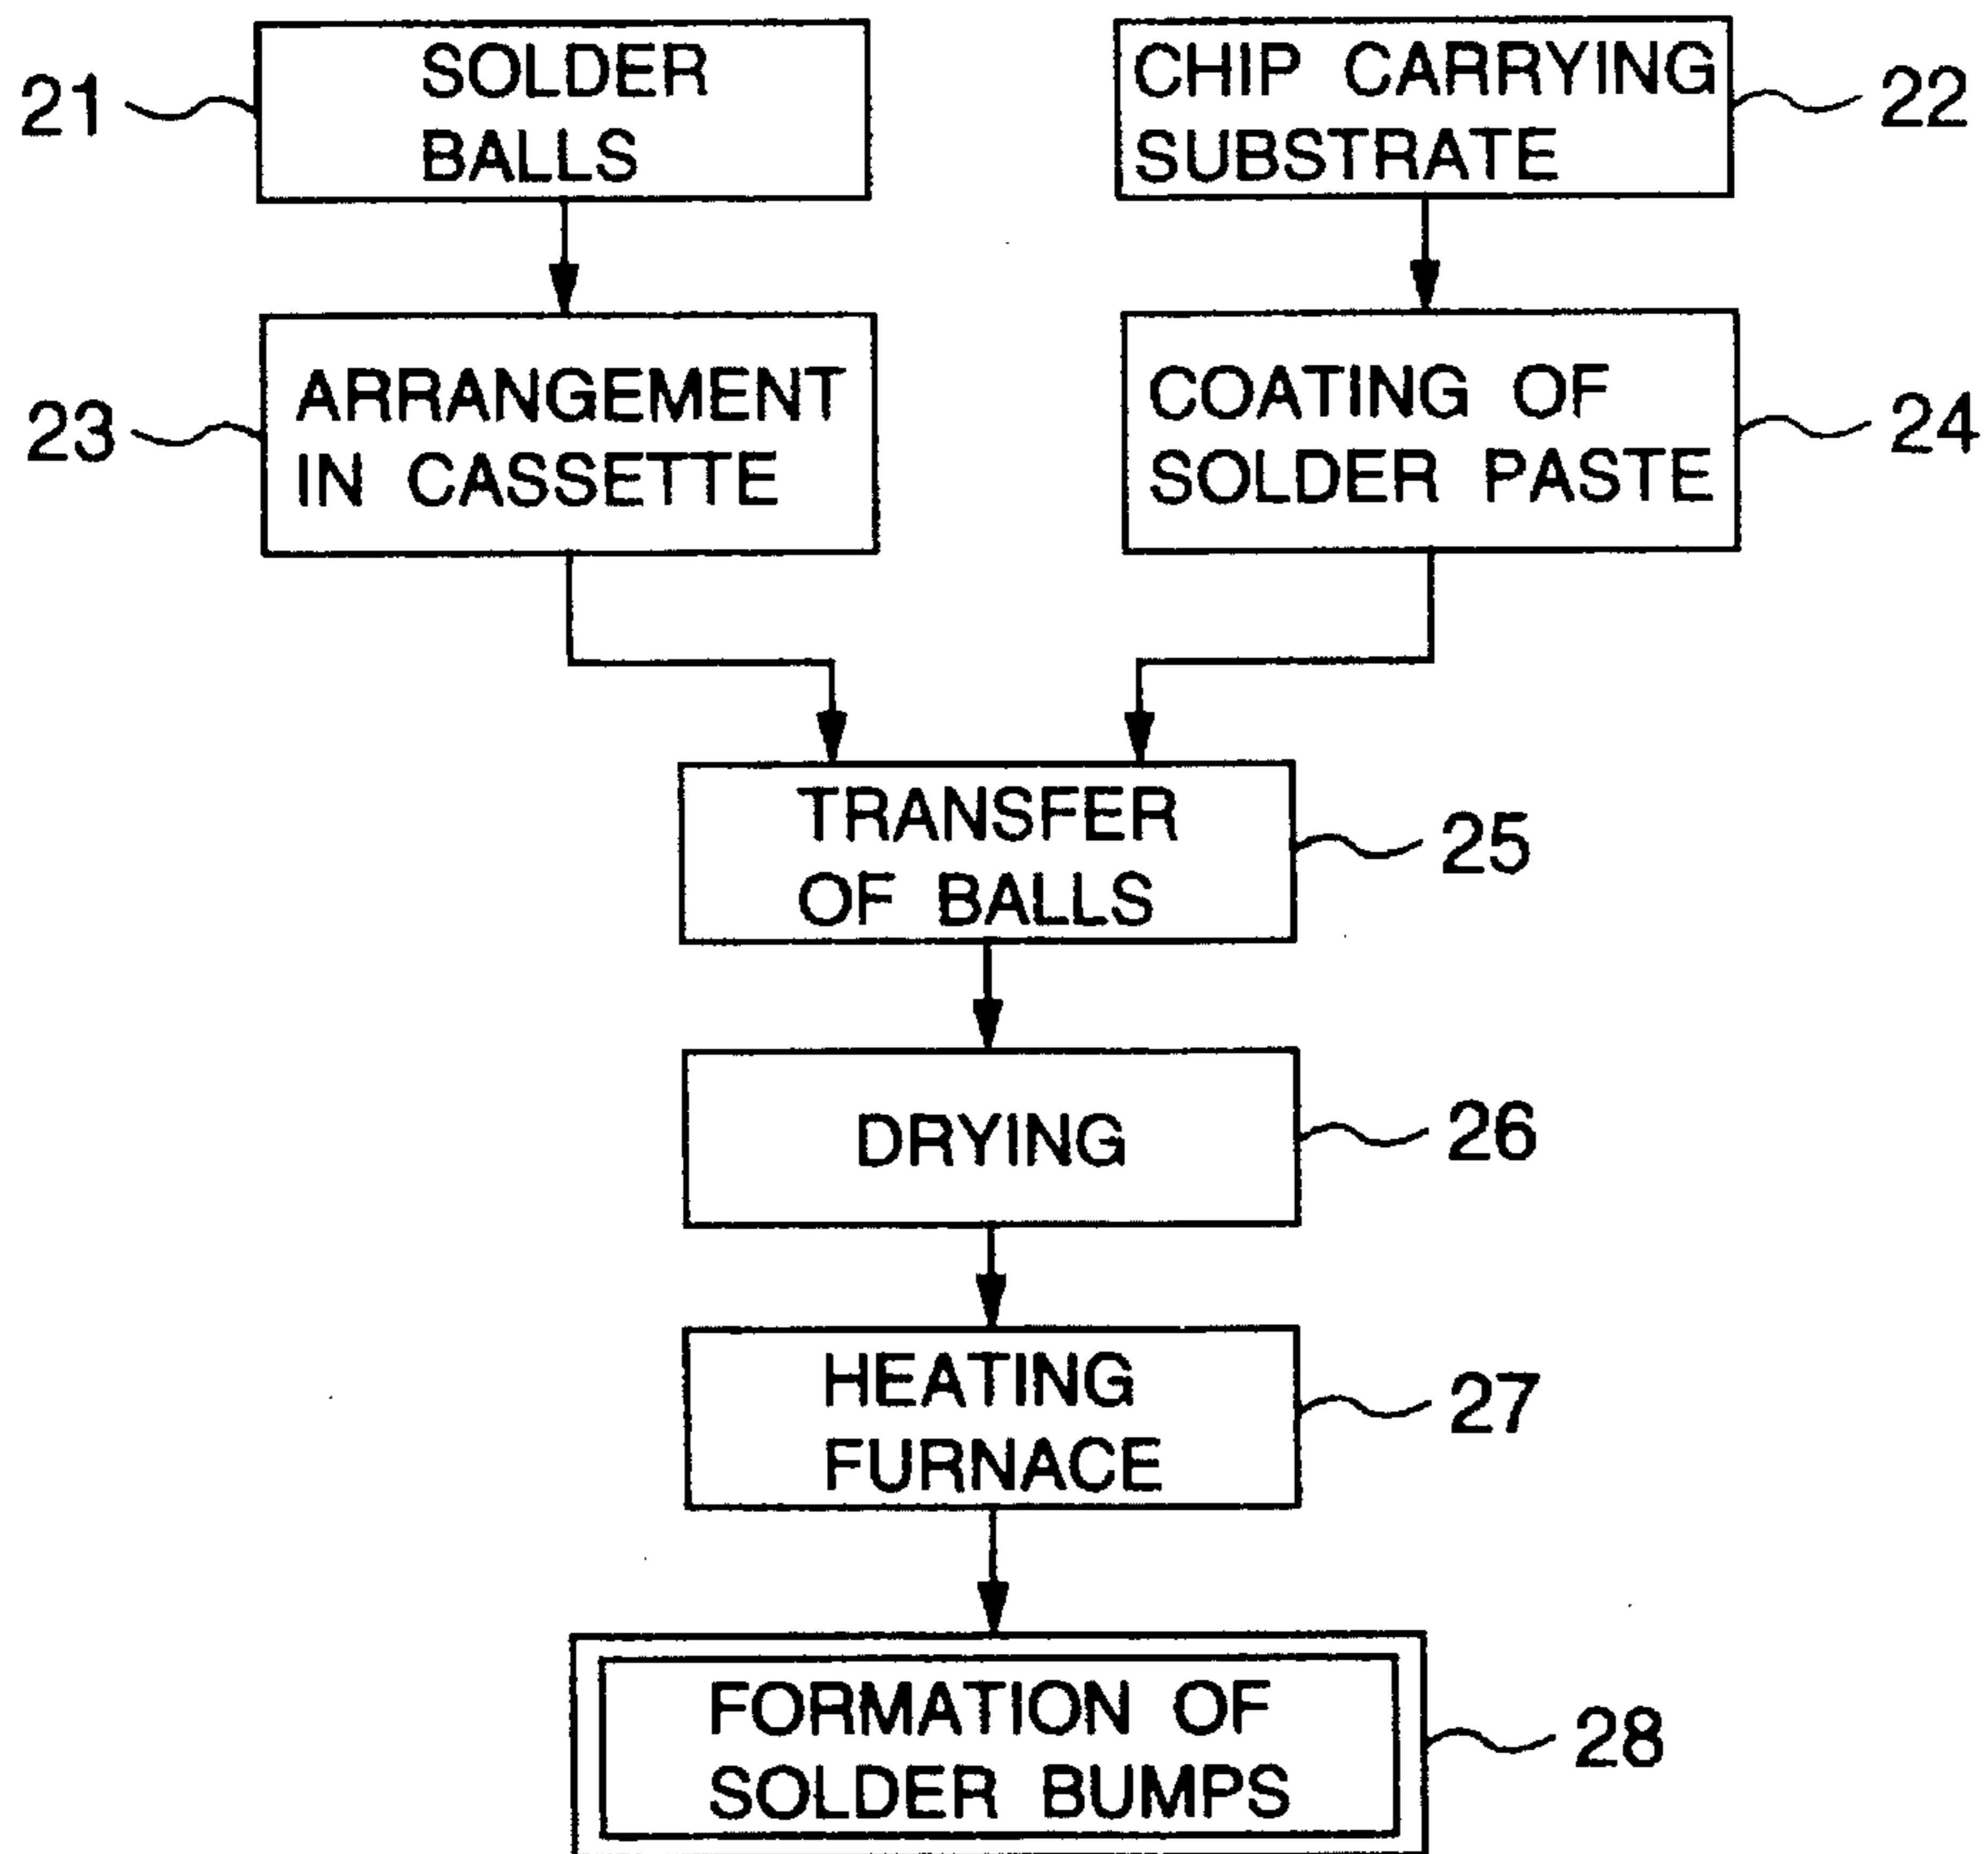 21
SOLDER
BALLS
CHIP CARRYING
SUBSTRATE
22
23
ARRANGEMENT
IN CASSETTE
COATING OF
SOLDER PASTE
24
TRANSFER
OF BALLS
25
DRYING
26
HEATING
FURNACE
27
FORMATION OF
SOLDER BUMPS
28